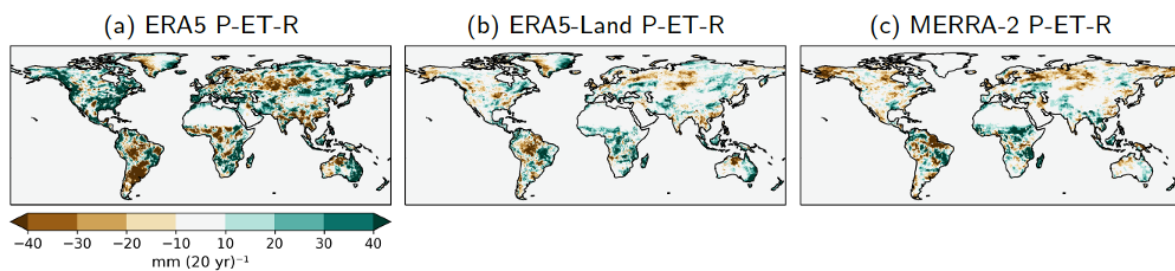 (a) ERA5 P-ET-R
(b) ERA5-Land P-ET-R
(c) MERRA-2 P-ET-R
−40 −30 −20 −10 10 20 30 40
mm (20 yr)⁻¹